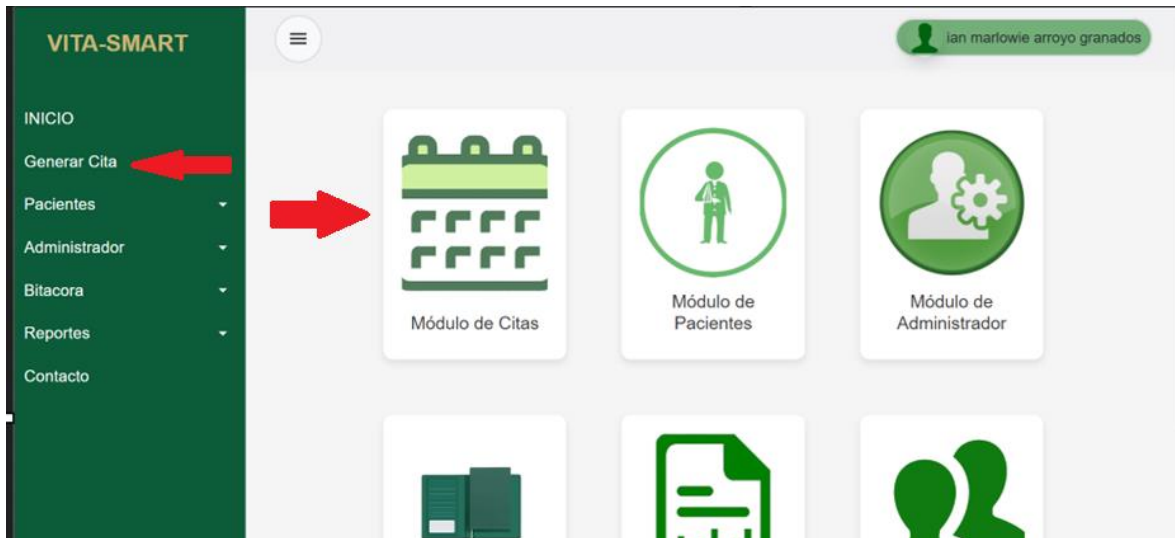 VITA-SMART
ian marlowie arroyo granados
INICIO
Generar Cita
Pacientes
Administrador
Bitacora
Reportes
Contacto
Módulo de Citas
Módulo de
Pacientes
Módulo de
Administrador